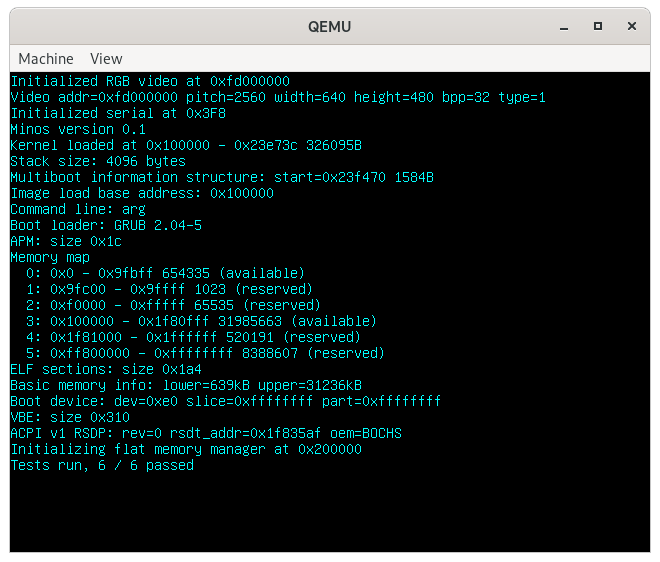 QEMU
Machine View
Initialized RGB video at 0xfd000000
Video addr=0xfd000000 pitch=2560 width=640 height=480 bpp=32 type=1
Initialized serial at 0x3F8
Minos version 0.1
Kernel loaded at 0x100000 - 0x23e73c 326095B
Stack size: 4096 bytes
Multiboot information structure: start=0x23f470 1584B
Image load base address: 0x100000
Command line: arg
Boot loader: GRUB 2.04-5
APM: size 0x1c
Memory map
  0: 0x0 - 0x9fbff 654335 (available)
  1: 0x9fc00 - 0x9ffff 1023 (reserved)
  2: 0xf0000 - 0xfffff 65535 (reserved)
  3: 0x100000 - 0x1f80fff 31985663 (available)
  4: 0x1f81000 - 0x1ffffff 520191 (reserved)
  5: 0xff800000 - 0xffffffff 8388607 (reserved)
ELF sections: size 0x1a4
Basic memory info: lower=639kB upper=31236kB
Boot device: dev=0xe0 slice=0xffffffff part=0xffffffff
VBE: size 0x310
ACPI v1 RSDP: rev=0 rsdt_addr=0x1f835af oem=BOCHS
Initializing flat memory manager at 0x200000
Tests run, 6 / 6 passed